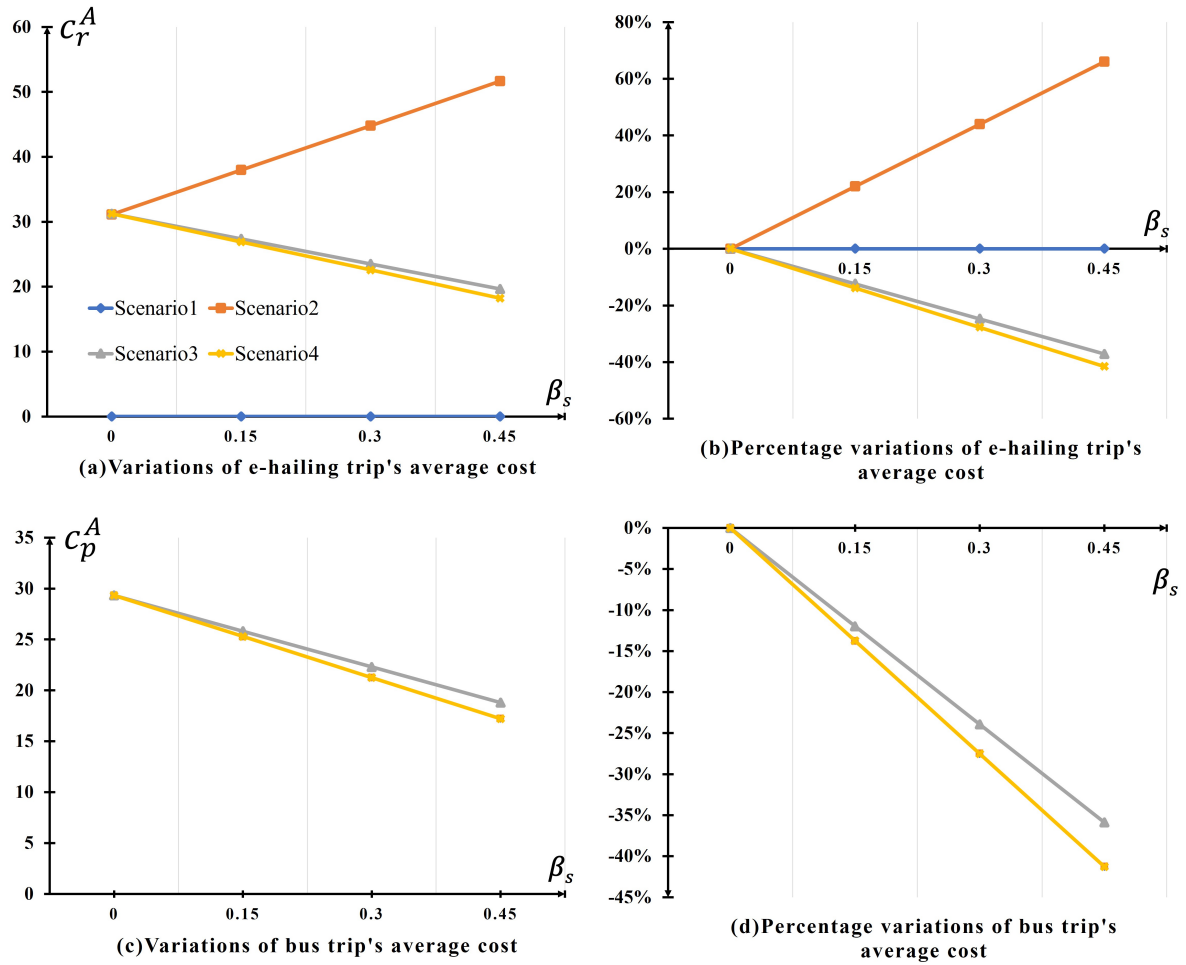 C_r^A
60
50
40
30
20
10
0
Scenario1 Scenario2
Scenario3 Scenario4
β_s
0 0.15 0.3 0.45
(a)Variations of e-hailing trip's average cost
80%
60%
40%
20%
0%
-20%
-40%
-60%
β_s
0 0.15 0.3 0.45
(b)Percentage variations of e-hailing trip's
average cost
C_p^A
35
30
25
20
15
10
5
0
β_s
0 0.15 0.3 0.45
(c)Variations of bus trip's average cost
0%
-5%
-10%
-15%
-20%
-25%
-30%
-35%
-40%
-45%
0 0.15 0.3 0.45
β_s
(d)Percentage variations of bus trip's
average cost